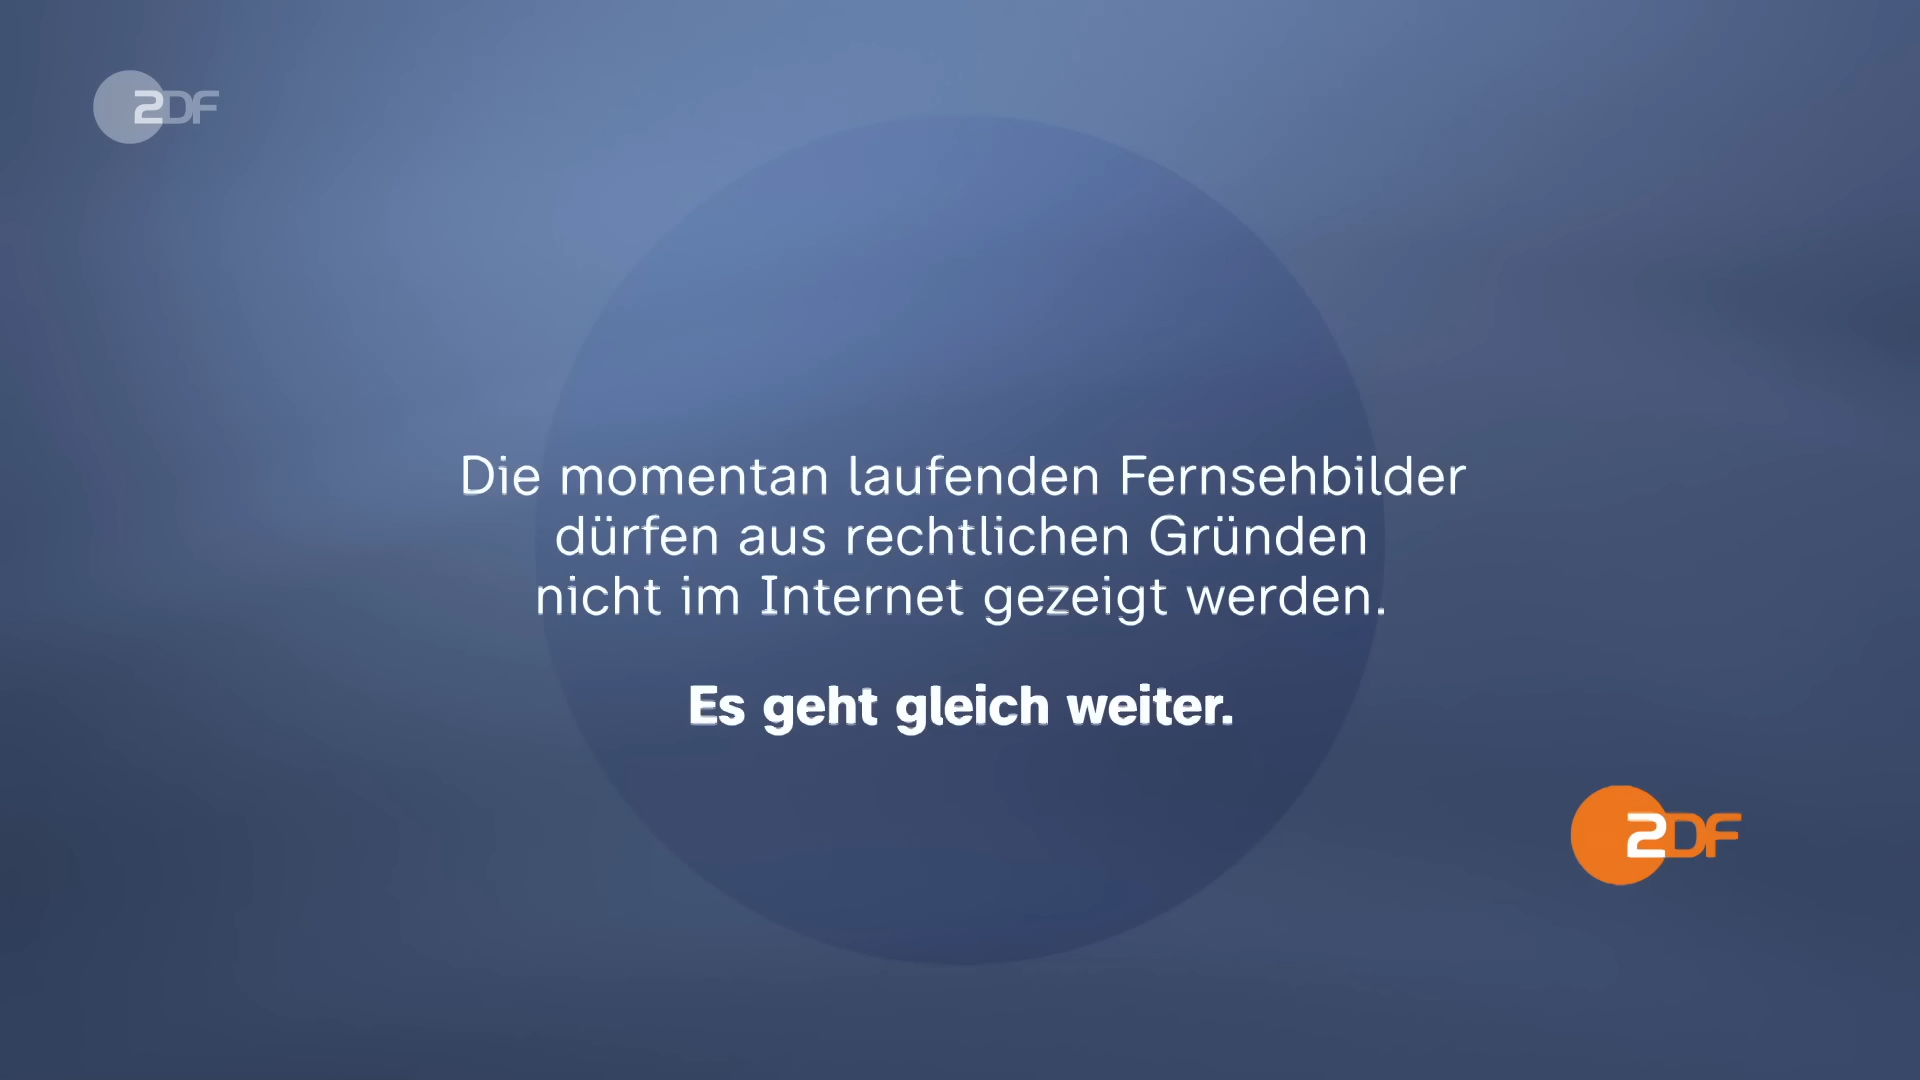 ZDF
Die momentan laufenden Fernsehbilder
dürfen aus rechtlichen Gründen
nicht im Internet gezeigt werden.
Es geht gleich weiter.
ZDF